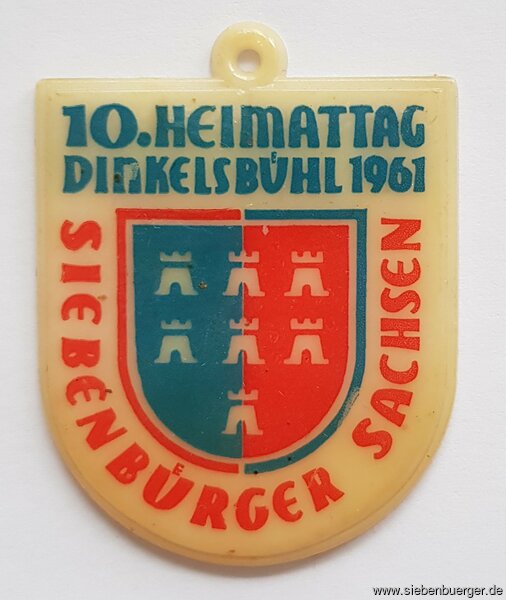 10. HEIMATTAG
DINKELSBÜHL 1961
SIEBENBÜRGER SACHSEN
www.siebenbuerger.de